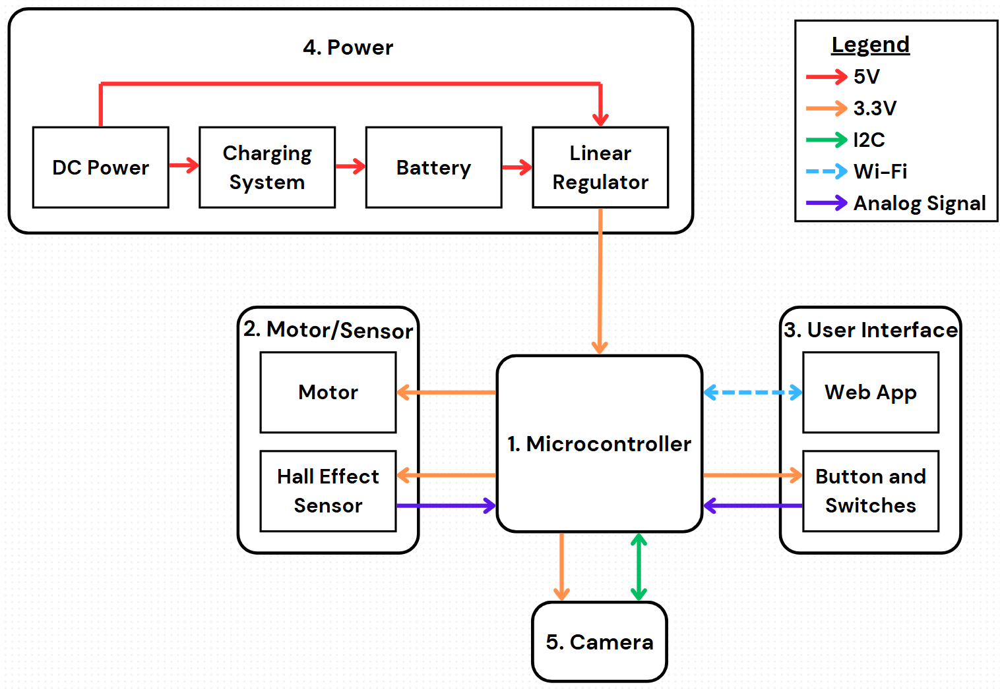 4. Power
DC Power
Charging
System
Battery
Linear
Regulator
Legend
5V
3.3V
I2C
Wi-Fi
Analog Signal
2. Motor/Sensor
Motor
Hall Effect
Sensor
1. Microcontroller
3. User Interface
Web App
Button and
Switches
5. Camera